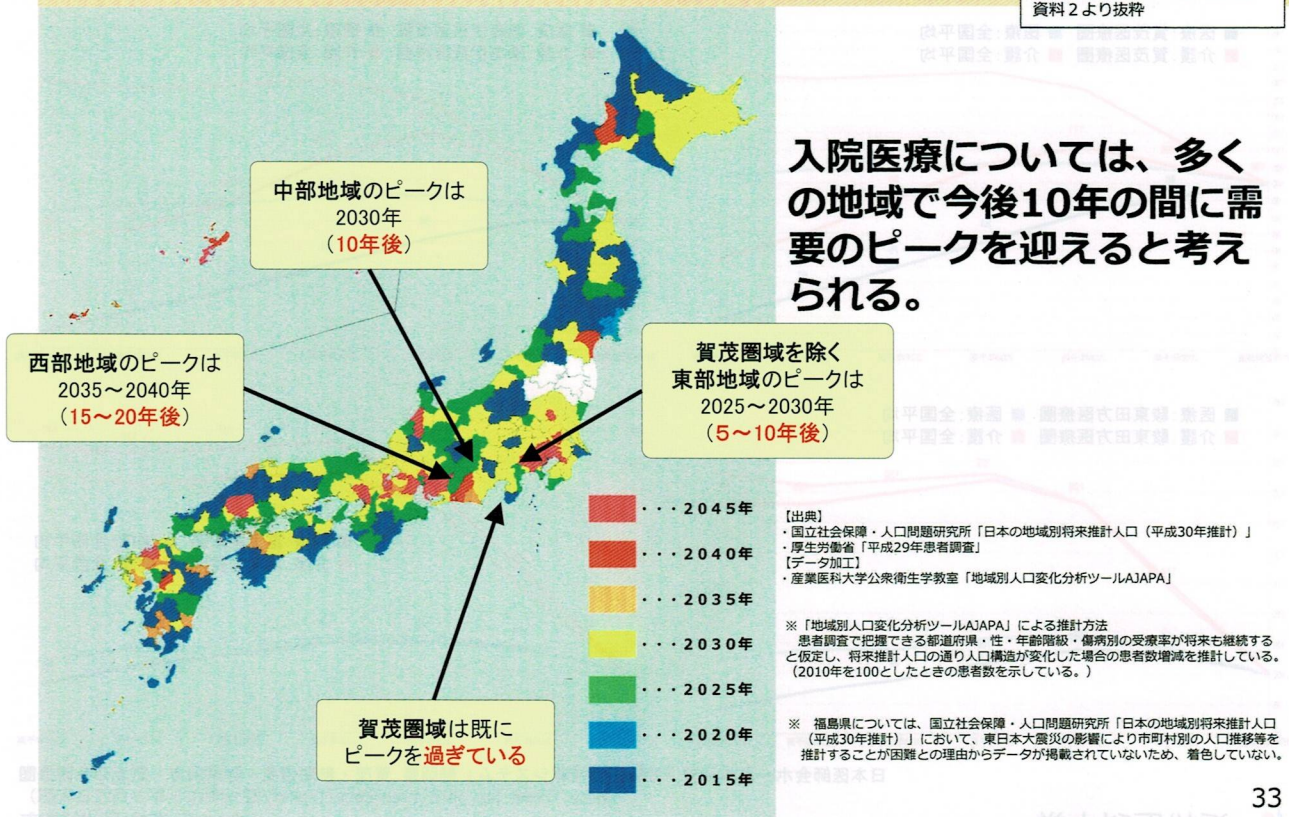 資料2より抜粋
中部地域のピークは
2030年
（10年後）
入院医療については、多く
の地域で今後10年の間に需
要のピークを迎えると考え
られる。
西部地域のピークは
2035～2040年
（15～20年後）
賀茂圏域を除く
東部地域のピークは
2025～2030年
（5～10年後）
・・・2045年
・・・2040年
・・・2035年
・・・2030年
・・・2025年
・・・2020年
・・・2015年
賀茂圏域は既に
ピークを過ぎている
【出典】
・国立社会保障・人口問題研究所「日本の地域別将来推計人口（平成30年推計）」
・厚生労働省「平成29年患者調査」
【データ加工】
・産業医科大学公衆衛生学教室「地域別人口変化分析ツールAJAPA」
※「地域別人口変化分析ツールAJAPA」による推計方法
患者調査で把握できる都道府県・性・年齢階級・傷病別の受療率が将来も継続する
と仮定し、将来推計人口の通り人口構造が変化した場合の患者数増減を推計している。
（2010年を100としたときの患者数を示している。）
※　福島県については、国立社会保障・人口問題研究所「日本の地域別将来推計人口
（平成30年推計）」において、東日本大震災の影響により市町村別の人口推移等を
推計することが困難との理由からデータが掲載されていないため、着色していない。
33